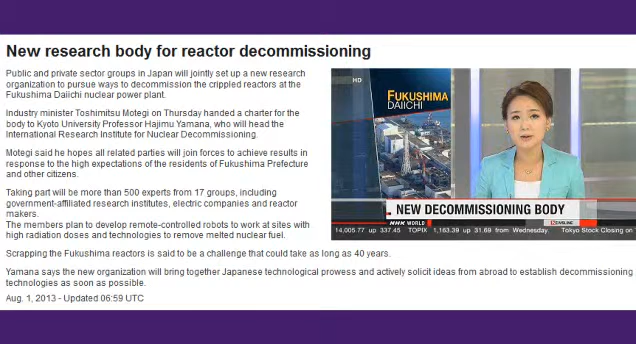 New research body for reactor decommissioning
Public and private sector groups in Japan will jointly set up a new research
organization to pursue ways to decommission the crippled reactors at the
Fukushima Daiichi nuclear power plant.
Industry minister Toshimitsu Motegi on Thursday handed a charter for the
body to Kyoto University Professor Hajimu Yamana, who will head the
International Research Institute for Nuclear Decommissioning.
Motegi said he hopes all related parties will join forces to achieve results in
response to the high expectations of the residents of Fukushima Prefecture
and other citizens.
Taking part will be more than 500 experts from 17 groups, including
government-affiliated research institutes, electric companies and reactor
makers.
The members plan to develop remote-controlled robots to work at sites with
high radiation doses and technologies to remove melted nuclear fuel.
HD
FUKUSHIMA
DAIICHI
NEW DECOMMISSIONING BODY
NHK WORLD NEWSLINE
14,005.77 up 337.45 TOPIX 1,163.39 up 31.69 from Wednesday Tokyo Stock Closing on
Scrapping the Fukushima reactors is said to be a challenge that could take as long as 40 years.
Yamana says the new organization will bring together Japanese technological prowess and actively solicit ideas from abroad to establish decommissioning
technologies as soon as possible.
Aug. 1, 2013 - Updated 06:59 UTC